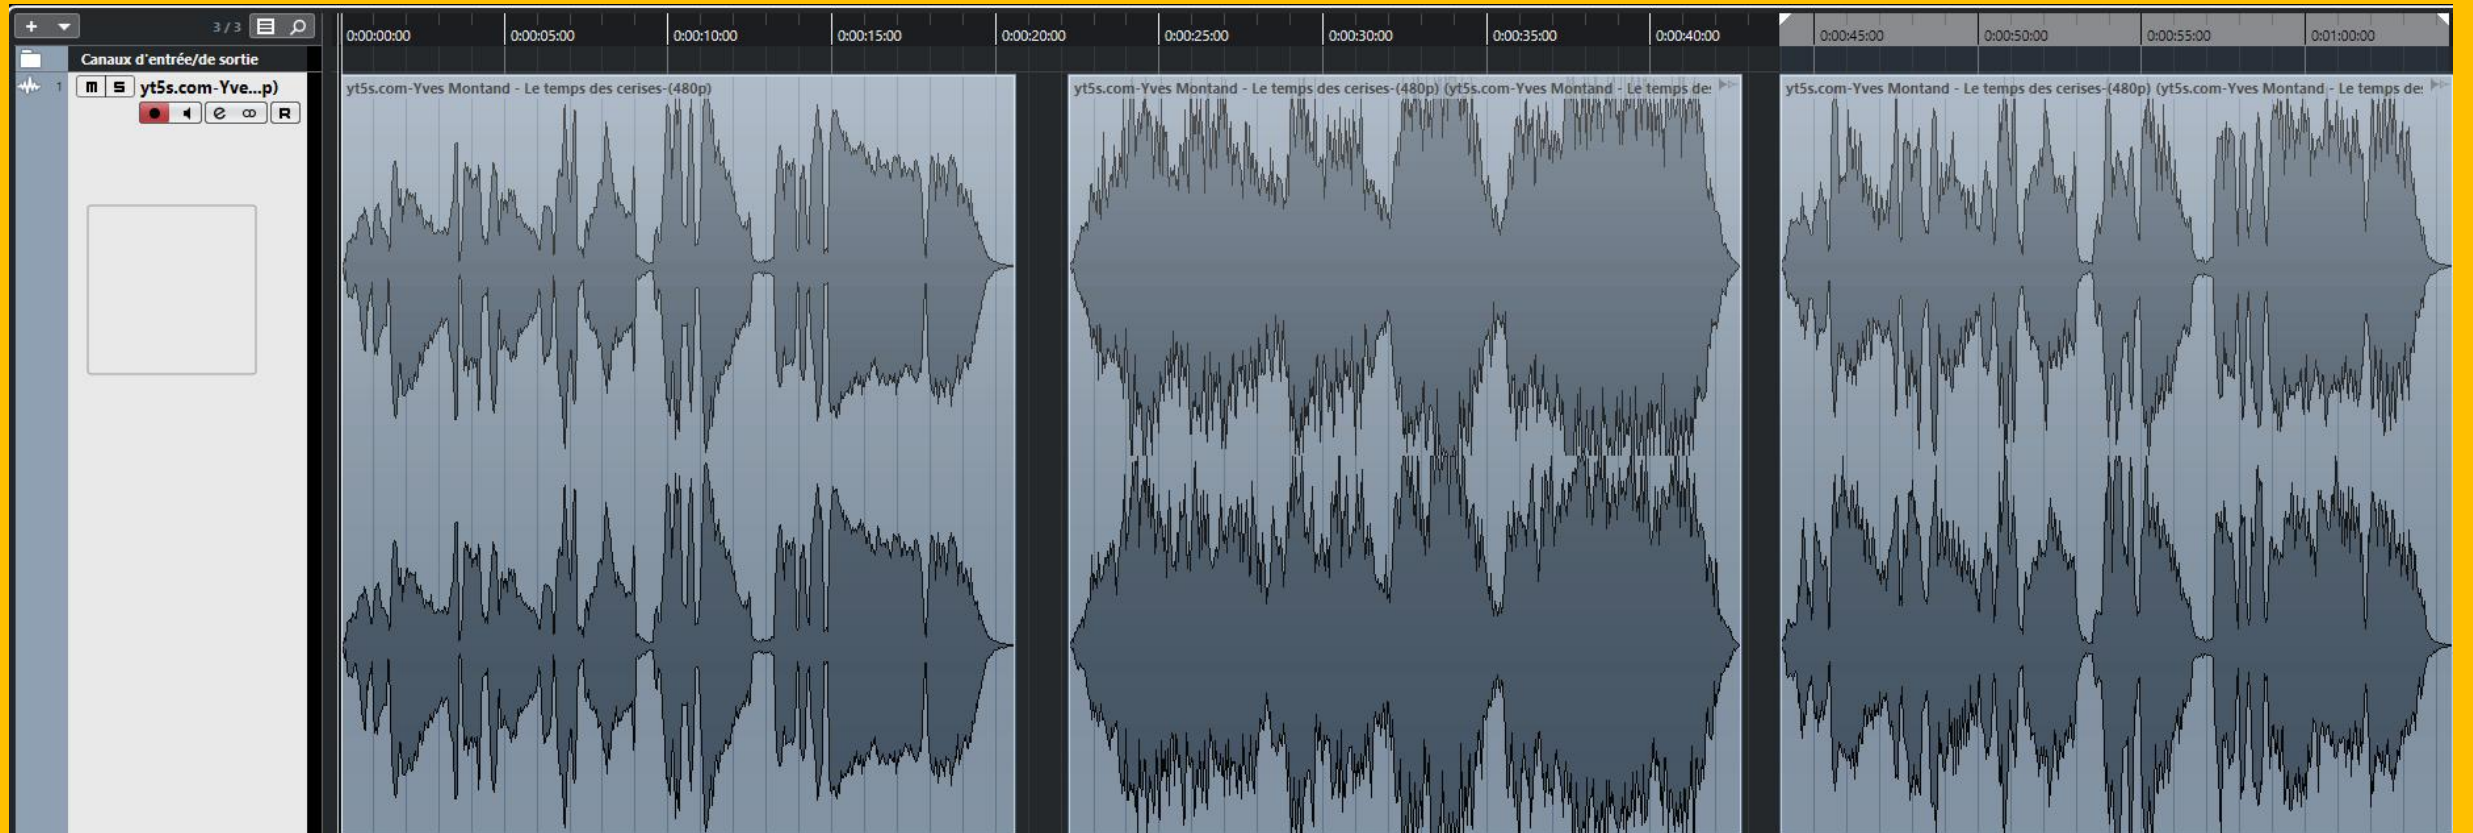 3 / 3
0:00:00:00 0:00:05:00 0:00:10:00 0:00:15:00 0:00:20:00 0:00:25:00 0:00:30:00 0:00:35:00 0:00:40:00 0:00:45:00 0:00:50:00 0:00:55:00 0:01:00:00
Canaux d'entrée/de sortie
1 m s yt5s.com-Yve...p)
e R
yt5s.com-Yves Montand - Le temps des cerises-(480p)
yt5s.com-Yves Montand - Le temps des cerises-(480p) (yt5s.com-Yves Montand - Le temps de:
yt5s.com-Yves Montand - Le temps des cerises-(480p) (yt5s.com-Yves Montand - Le temps de: